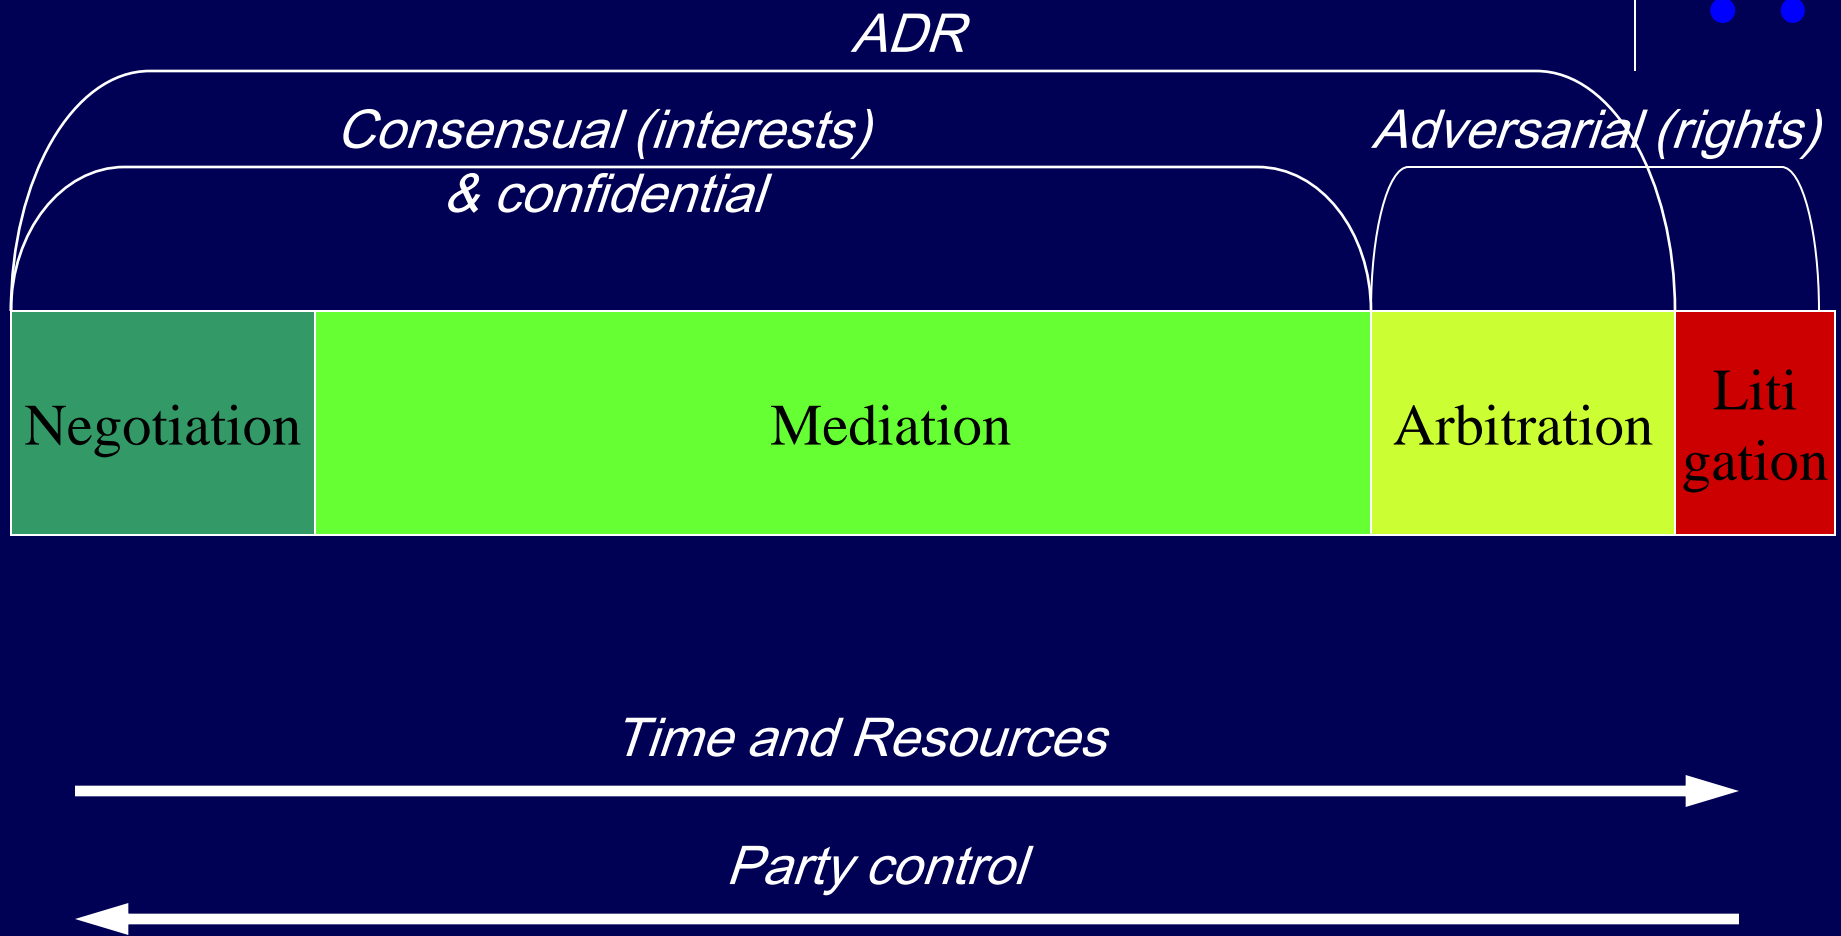 ADR
Consensual (interests)
& confidential
Adversarial (rights)
Negotiation
Mediation
Arbitration
Liti
gation
Time and Resources
Party control